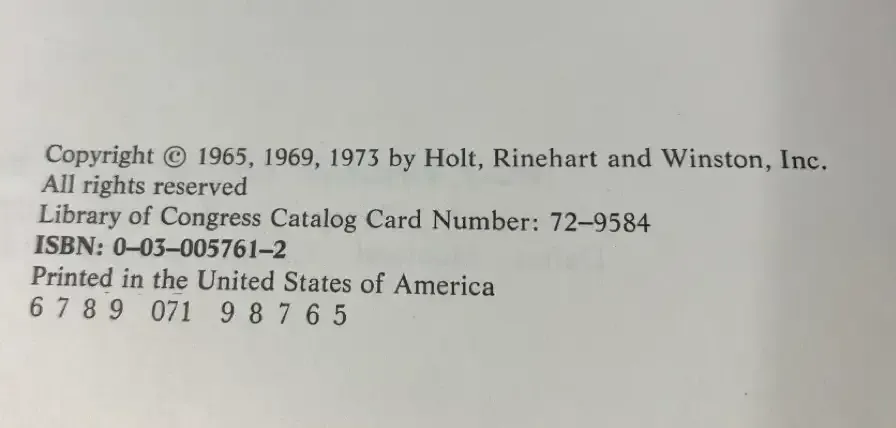 Copyright © 1965, 1969, 1973 by Holt, Rinehart and Winston, Inc.
All rights reserved
Library of Congress Catalog Card Number: 72–9584
ISBN: 0–03–005761–2
Printed in the United States of America
6 7 8 9 071 9 8 7 6 5